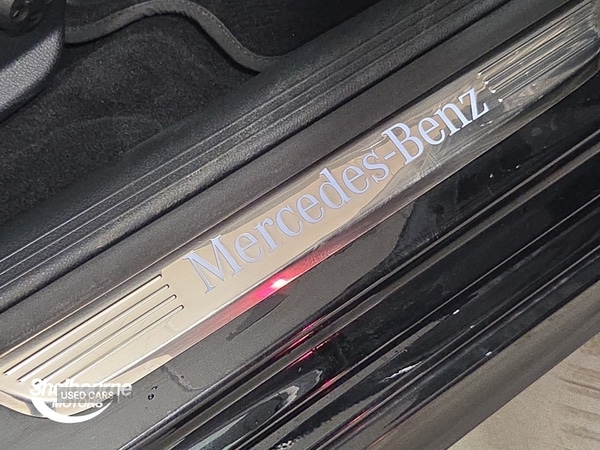 Mercedes-Benz
Shelbourne
USED CARS
MOTORS